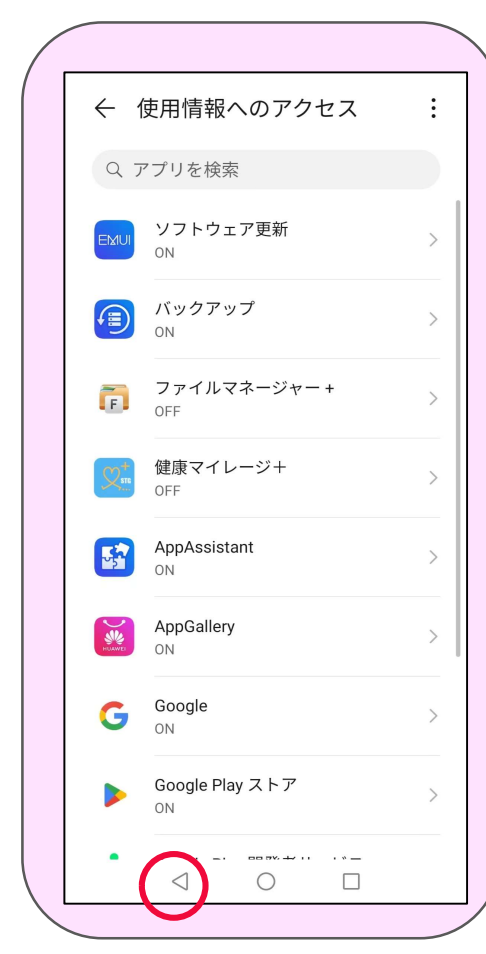 使用情報へのアクセス
アプリを検索
EMUI
ソフトウェア更新
ON
バックアップ
ON
ファイルマネージャー +
F
OFF
健康マイレージ＋
STG
OFF
AppAssistant
ON
AppGallery
HUAWEI
ON
Google
ON
Google Play ストア
ON